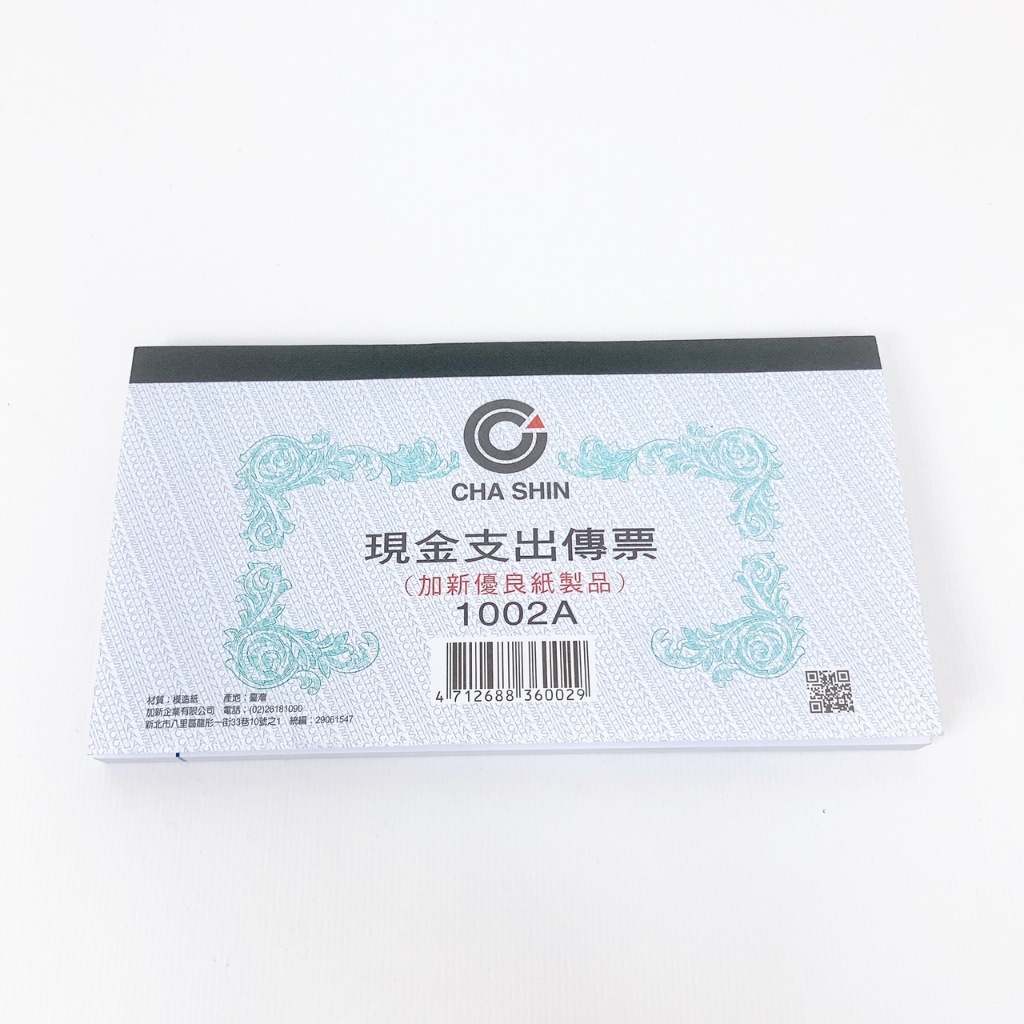 CHA SHIN
現金支出傳票
(加新優良紙製品)
1002A
4 712688 360029
材質：模造紙 產地：臺灣
加新企業有限公司 電話：(02)26181090
新北市八里區龍形一街33巷10號之1 統編：29061547